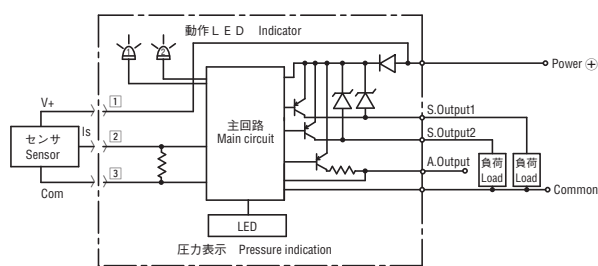 動作LED Indicator
1
2
Power ⊕
V+
1
S.Output1
センサ
Sensor
Is
2
主回路
Main circuit
S.Output2
A.Output
負荷
Load
負荷
Load
3
Com
Common
LED
圧力表示 Pressure indication